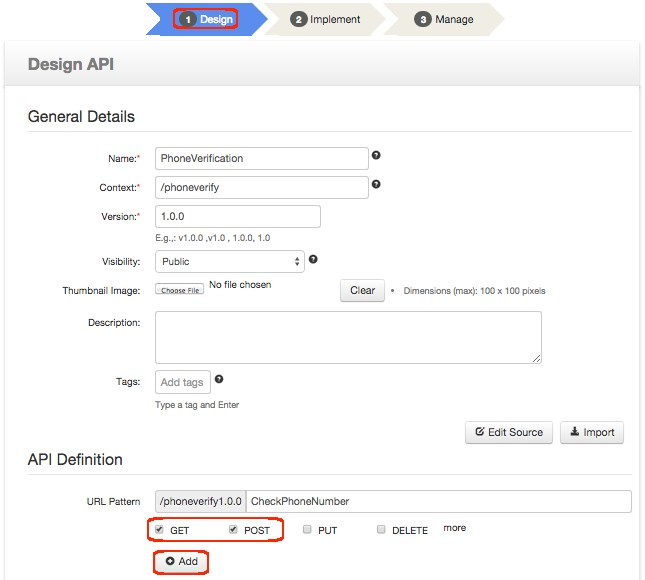 1 Design 2 Implement 3 Manage
Design API
General Details
Name:* PhoneVerification ?
Context:* /phoneverify ?
Version:* 1.0.0
E.g.,: v1.0.0 ,v1.0 , 1.0.0, 1.0
Visibility: Public ?
Thumbnail Image: Choose File No file chosen Clear • Dimensions (max): 100 x 100 pixels
Description:
Tags: Add tags ?
Type a tag and Enter
Edit Source Import
API Definition
URL Pattern /phoneverify1.0.0 CheckPhoneNumber
GET POST PUT DELETE more
Add